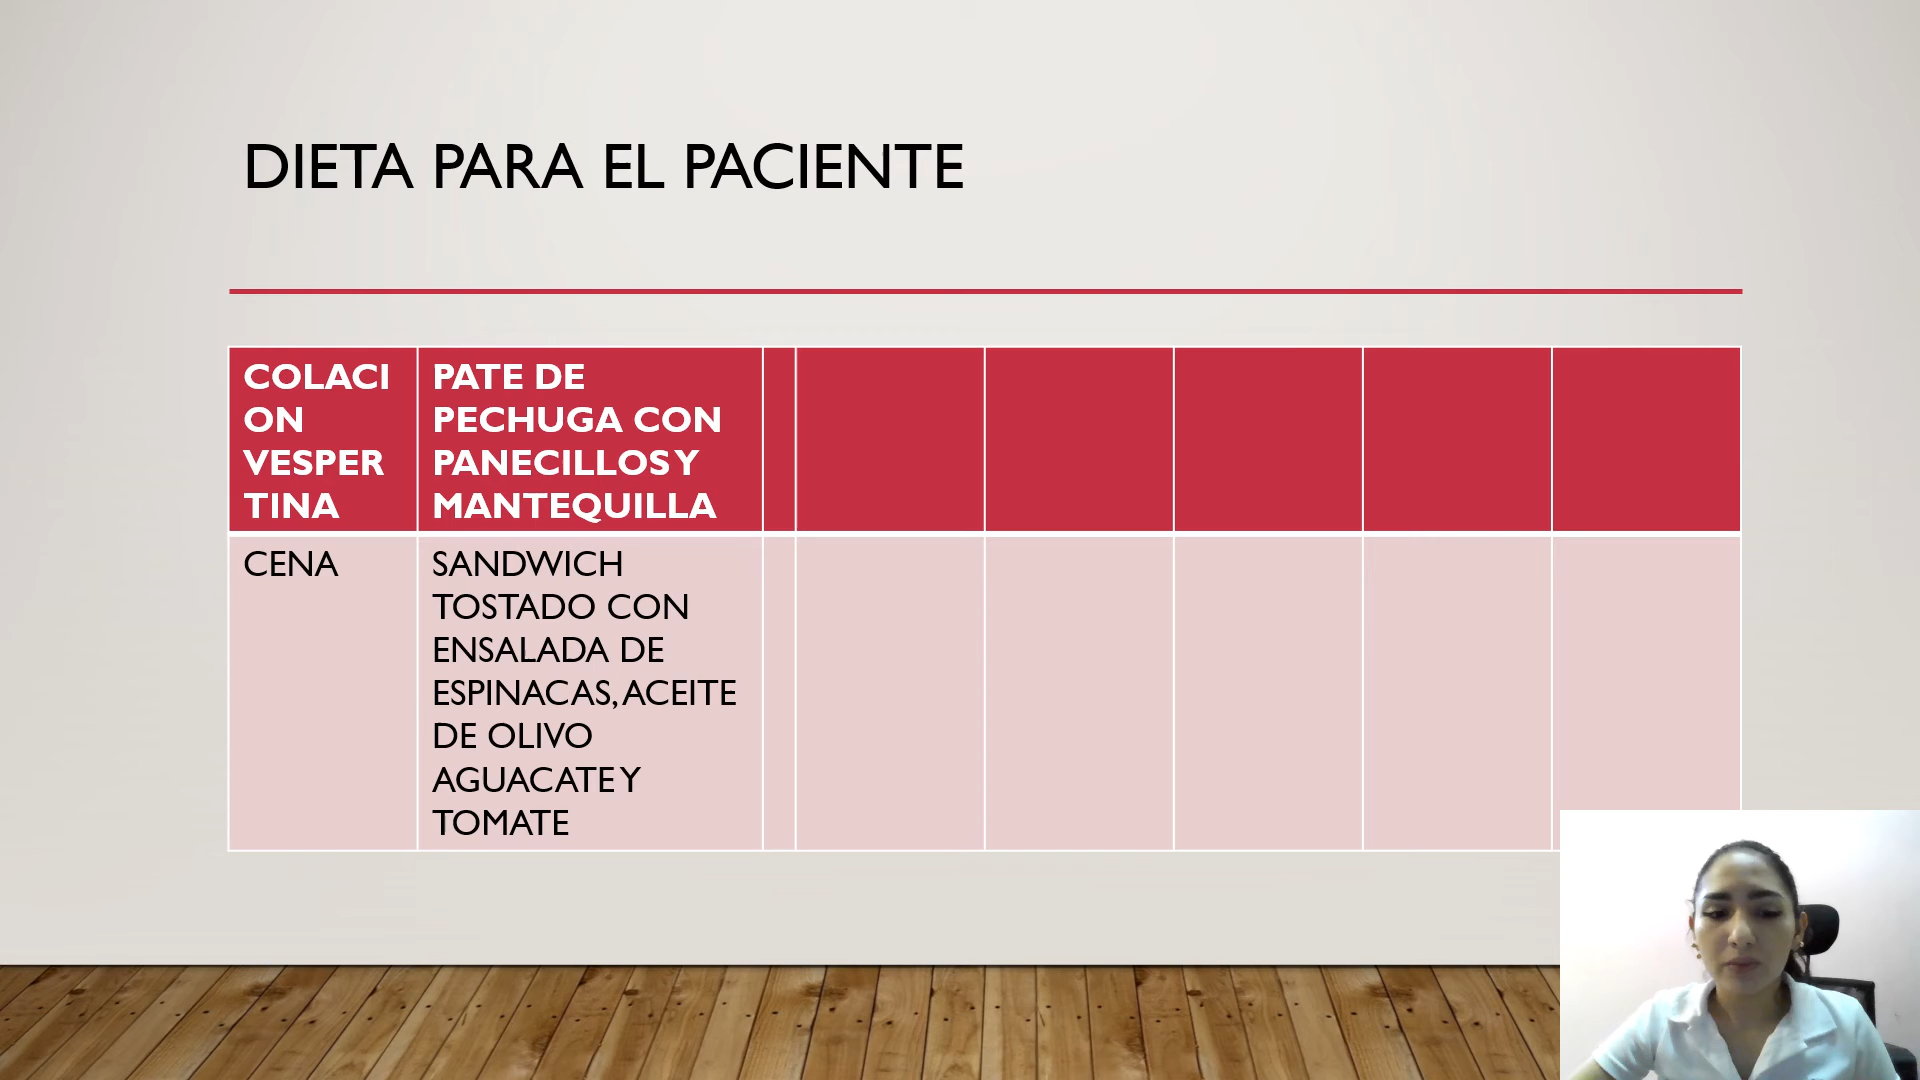 DIETA PARA EL PACIENTE
COLACI
ON
VESPER
TINA
PATE DE
PECHUGA CON
PANECILLOS Y
MANTEQUILLA
CENA
SANDWICH
TOSTADO CON
ENSALADA DE
ESPINACAS, ACEITE
DE OLIVO
AGUACATE Y
TOMATE